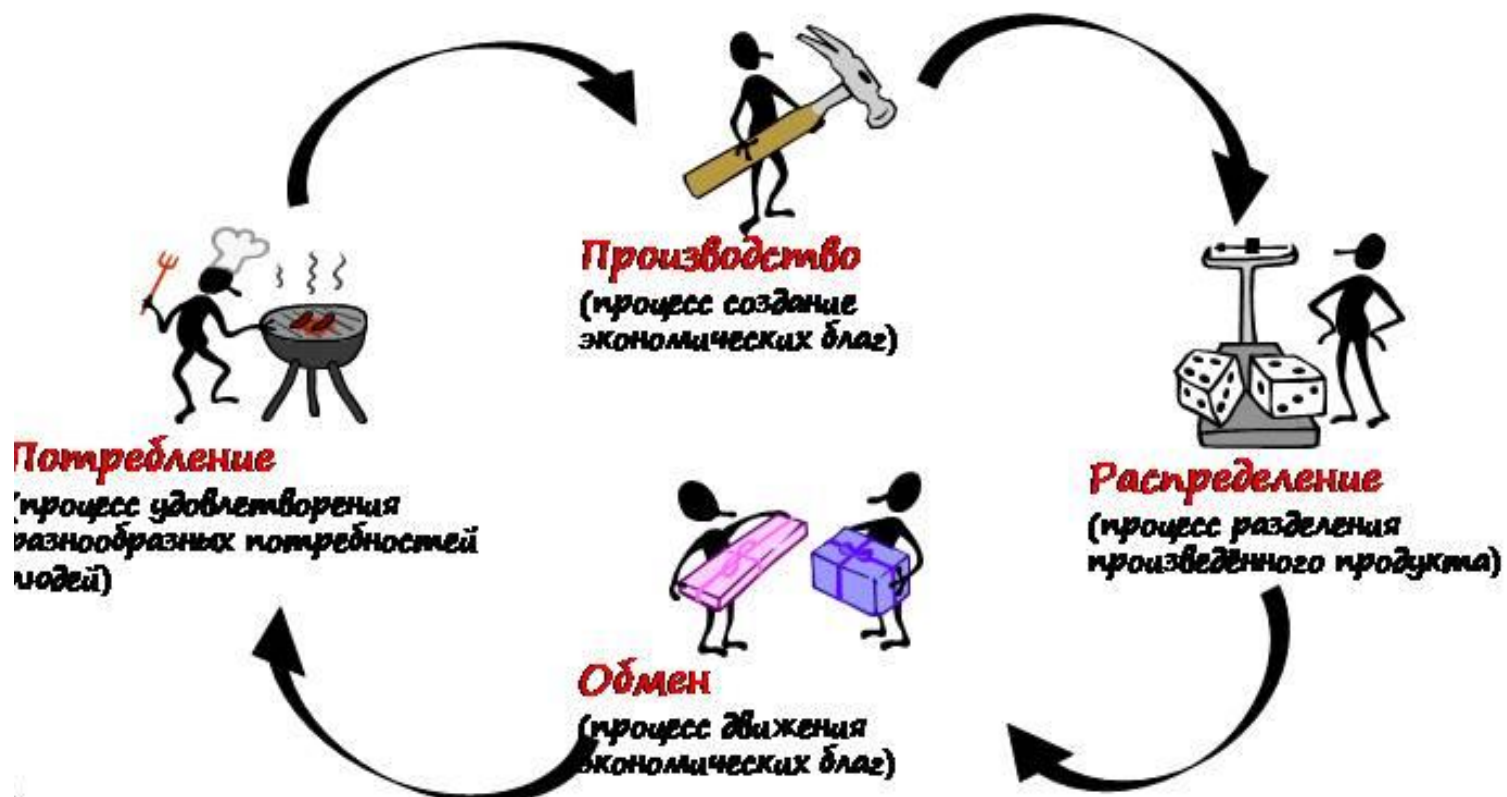 Производство
(процесс создание
экономических благ)
Распределение
(процесс разделения
произведённого продукта)
Обмен
(процесс движения
экономических благ)
Потребление
(процесс удовлетворения
разнообразных потребностей
людей)